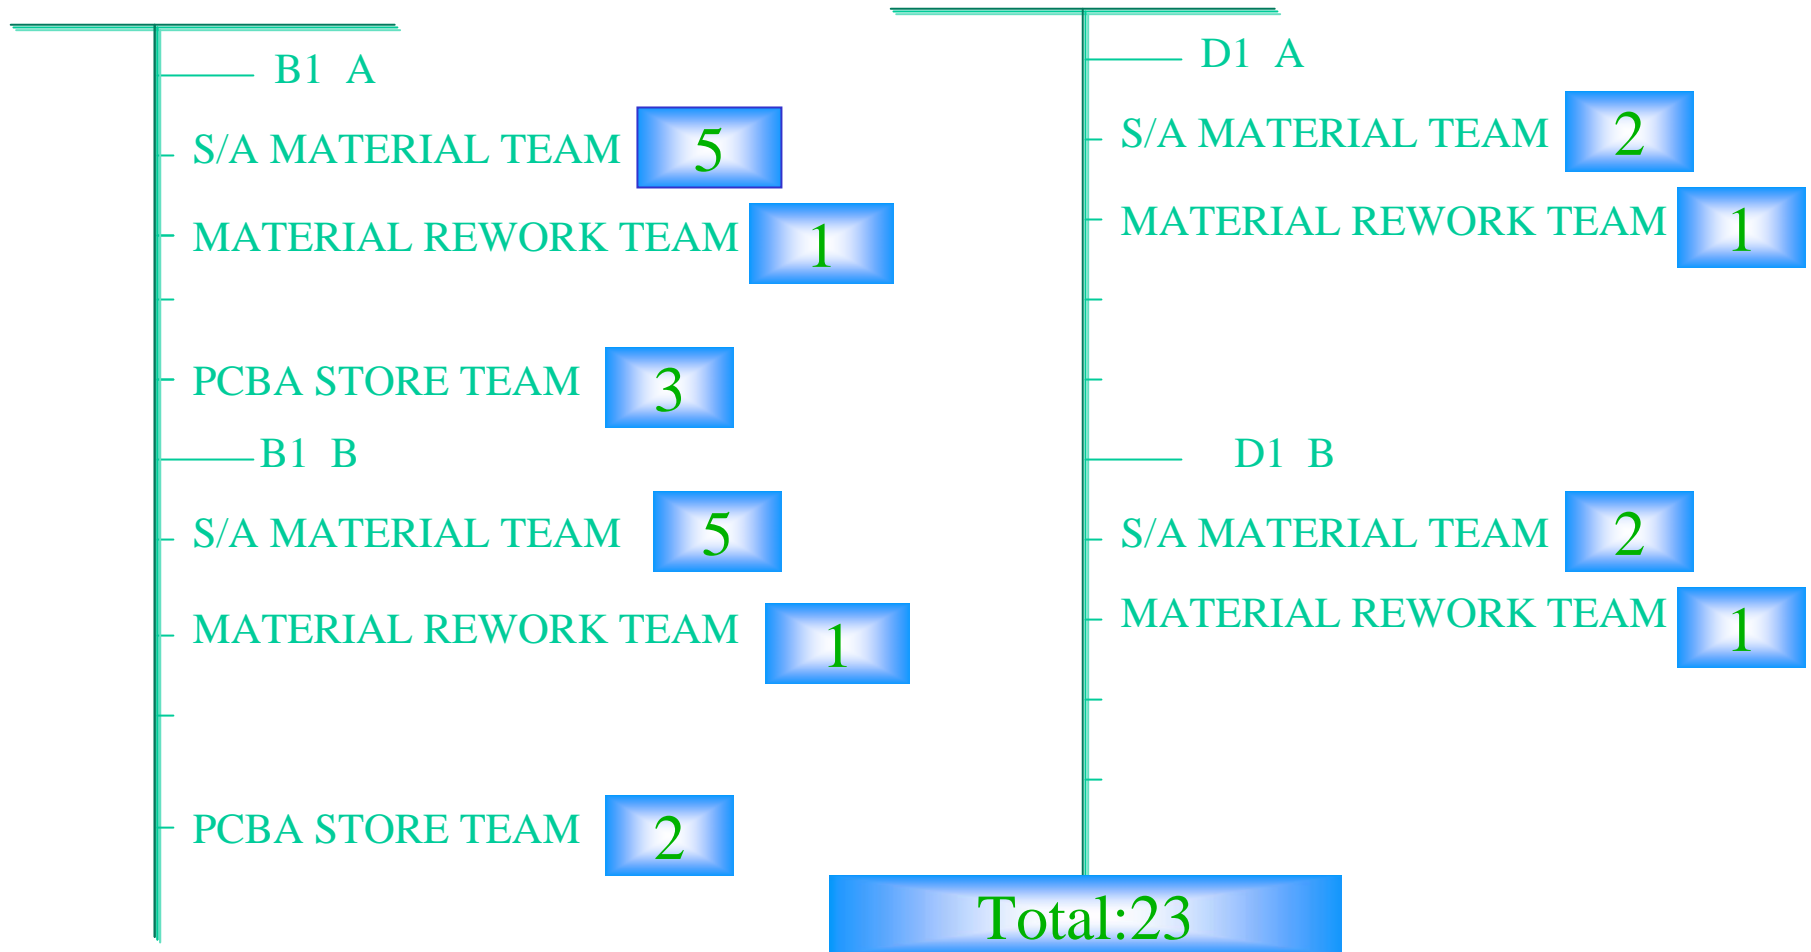 B1 A
S/A MATERIAL TEAM 5
MATERIAL REWORK TEAM 1
PCBA STORE TEAM 3
B1 B
S/A MATERIAL TEAM 5
MATERIAL REWORK TEAM 1
PCBA STORE TEAM 2
D1 A
S/A MATERIAL TEAM 2
MATERIAL REWORK TEAM 1
D1 B
S/A MATERIAL TEAM 2
MATERIAL REWORK TEAM 1
Total:23